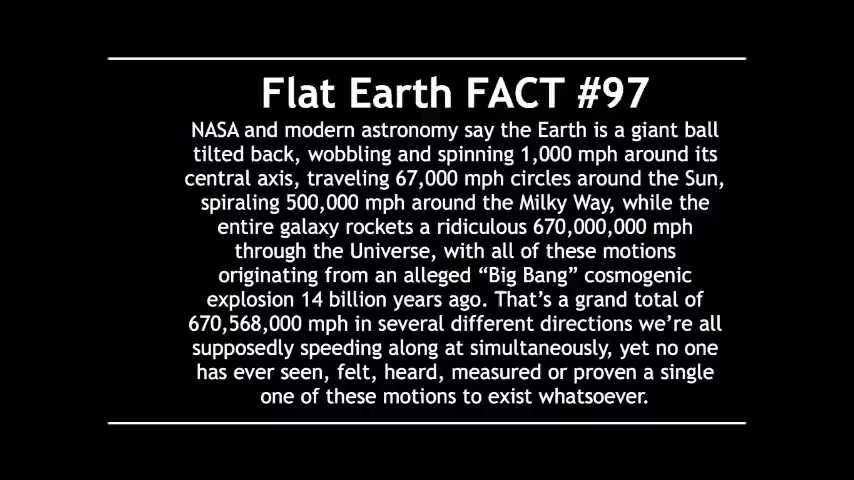 Flat Earth FACT #97
NASA and modern astronomy say the Earth is a giant ball
tilted back, wobbling and spinning 1,000 mph around its
central axis, traveling 67,000 mph circles around the Sun,
spiraling 500,000 mph around the Milky Way, while the
entire galaxy rockets a ridiculous 670,000,000 mph
through the Universe, with all of these motions
originating from an alleged “Big Bang” cosmogenic
explosion 14 billion years ago. That’s a grand total of
670,568,000 mph in several different directions we’re all
supposedly speeding along at simultaneously, yet no one
has ever seen, felt, heard, measured or proven a single
one of these motions to exist whatsoever.